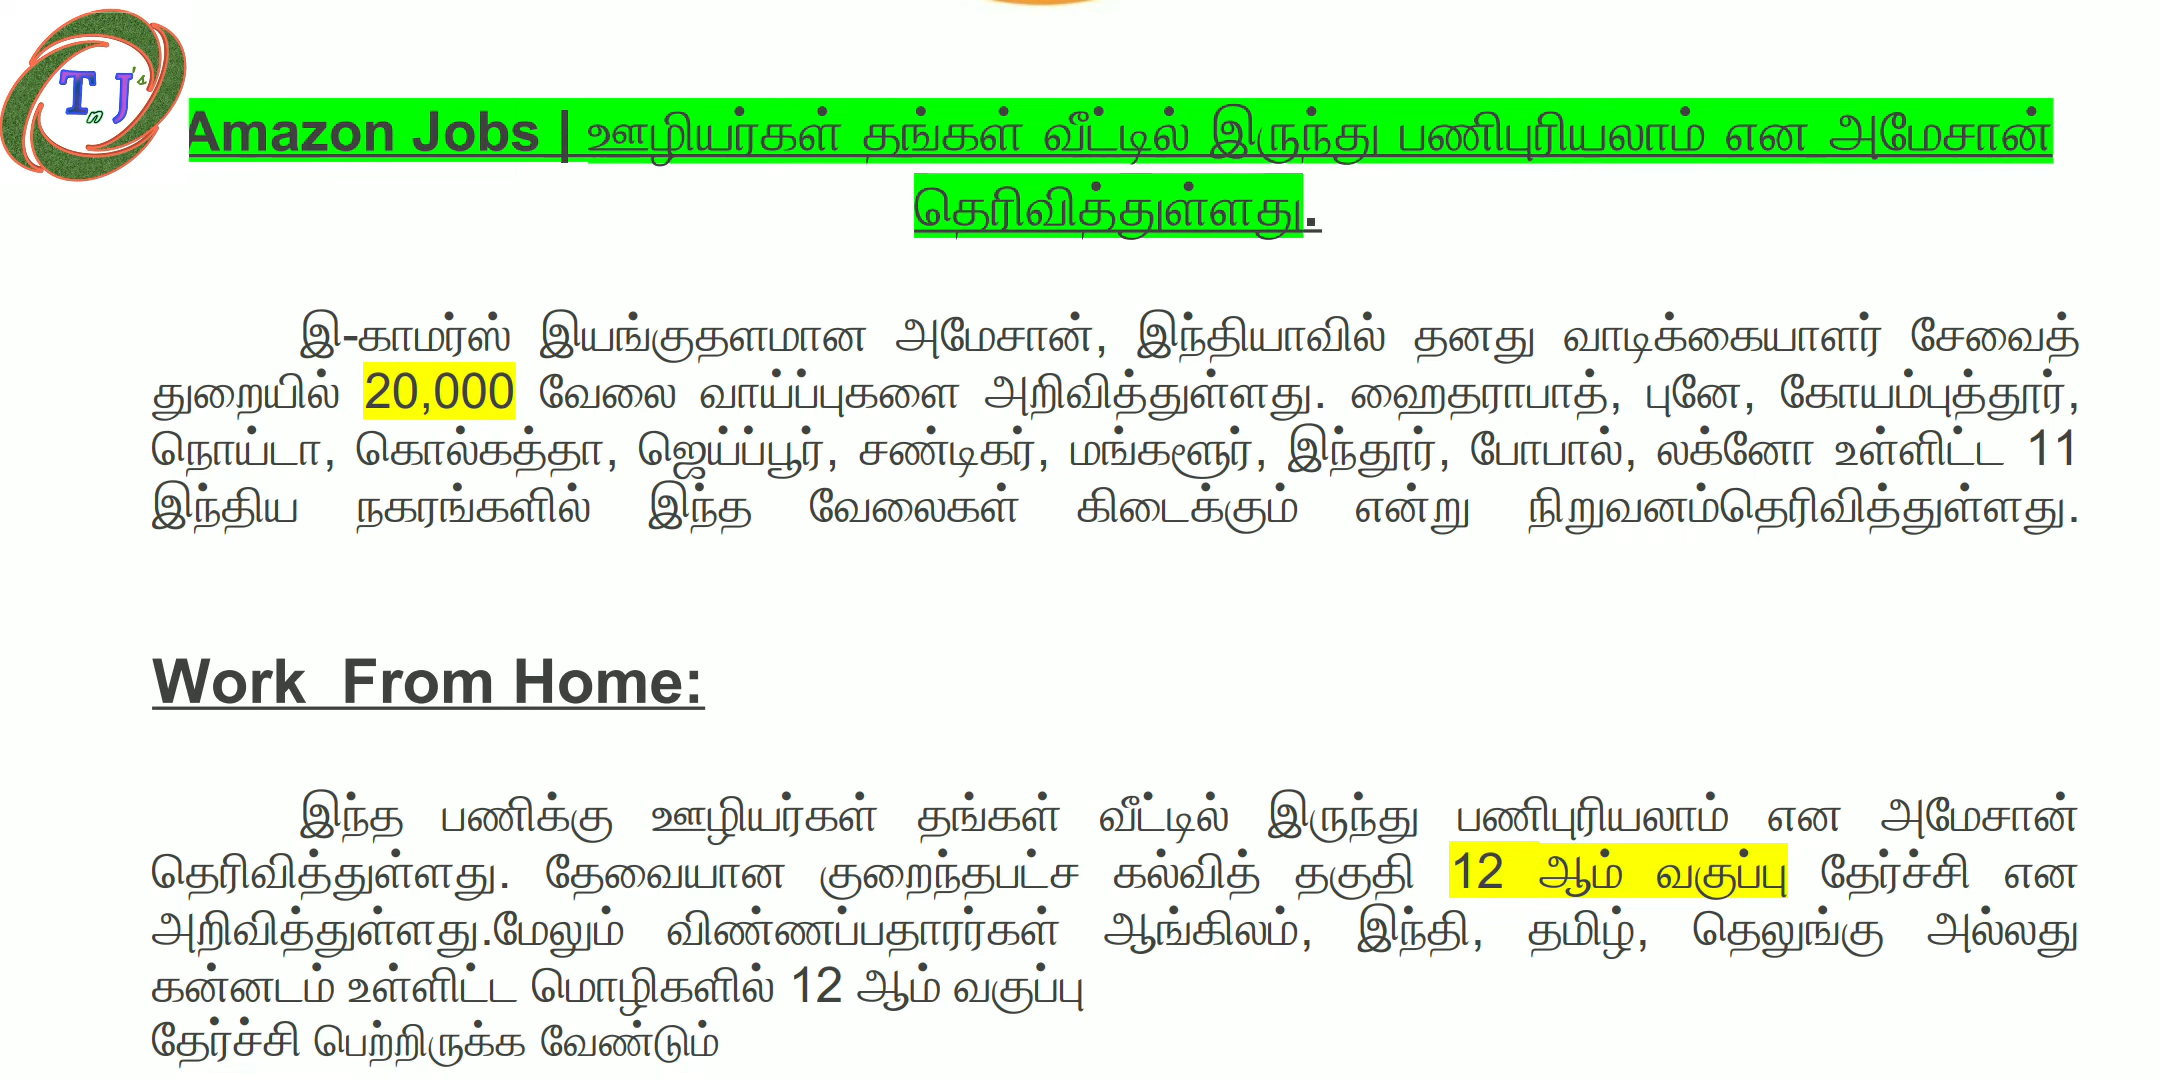 T J's
n
Amazon Jobs | ஊழியர்கள் தங்கள் வீட்டில் இருந்து பணிபுரியலாம் என அமேசான்
தெரிவித்துள்ளது.
இ-காமர்ஸ் இயங்குதளமான அமேசான், இந்தியாவில் தனது வாடிக்கையாளர் சேவைத்
துறையில் 20,000 வேலை வாய்ப்புகளை அறிவித்துள்ளது. ஹைதராபாத், புனே, கோயம்புத்தூர்,
நொய்டா, கொல்கத்தா, ஜெய்ப்பூர், சண்டிகர், மங்களூர், இந்தூர், போபால், லக்னோ உள்ளிட்ட 11
இந்திய நகரங்களில் இந்த வேலைகள் கிடைக்கும் என்று நிறுவனம்தெரிவித்துள்ளது.
Work From Home:
இந்த பணிக்கு ஊழியர்கள் தங்கள் வீட்டில் இருந்து பணிபுரியலாம் என அமேசான்
தெரிவித்துள்ளது. தேவையான குறைந்தபட்ச கல்வித் தகுதி 12 ஆம் வகுப்பு தேர்ச்சி என
அறிவித்துள்ளது.மேலும் விண்ணப்பதாரர்கள் ஆங்கிலம், இந்தி, தமிழ், தெலுங்கு அல்லது
கன்னடம் உள்ளிட்ட மொழிகளில் 12 ஆம் வகுப்பு
தேர்ச்சி பெற்றிருக்க வேண்டும்